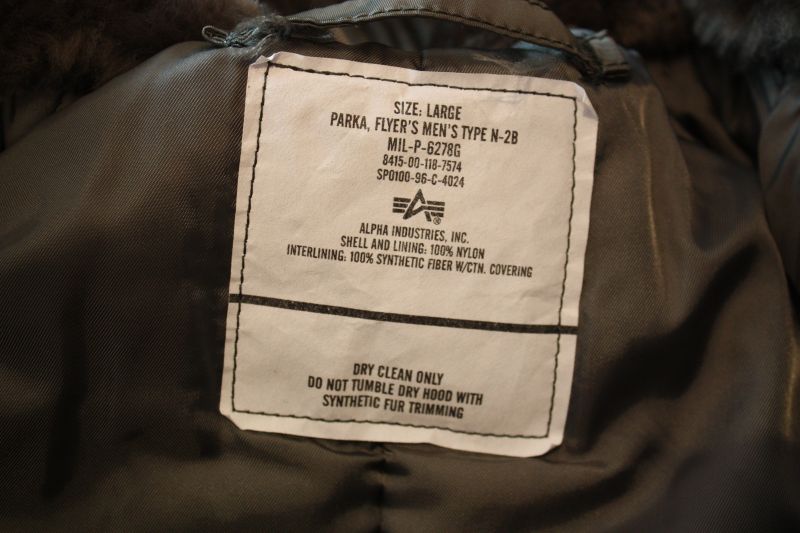 SIZE: LARGE
PARKA, FLYER'S MEN'S TYPE N-2B
MIL-P-6278G
8415-00-118-7574
SP0100-96-C-4024
ALPHA INDUSTRIES, INC.
SHELL AND LINING: 100% NYLON
INTERLINING: 100% SYNTHETIC FIBER W/CTN. COVERING
DRY CLEAN ONLY
DO NOT TUMBLE DRY HOOD WITH
SYNTHETIC FUR TRIMMING